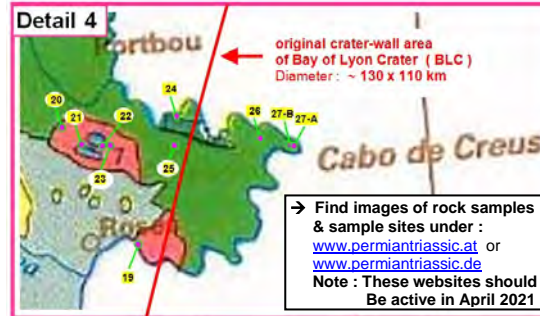 Detail 4
Portbou
original crater-wall area
of Bay of Lyon Crater ( BLC )
Diameter : ~ 130 x 110 km
20
21
22
24
26
27-B
27-A
23
25
Cabo de Creus
19
→ Find images of rock samples
& sample sites under :
www.permiantriassic.at or
www.permiantriassic.de
Note : These websites should
Be active in April 2021